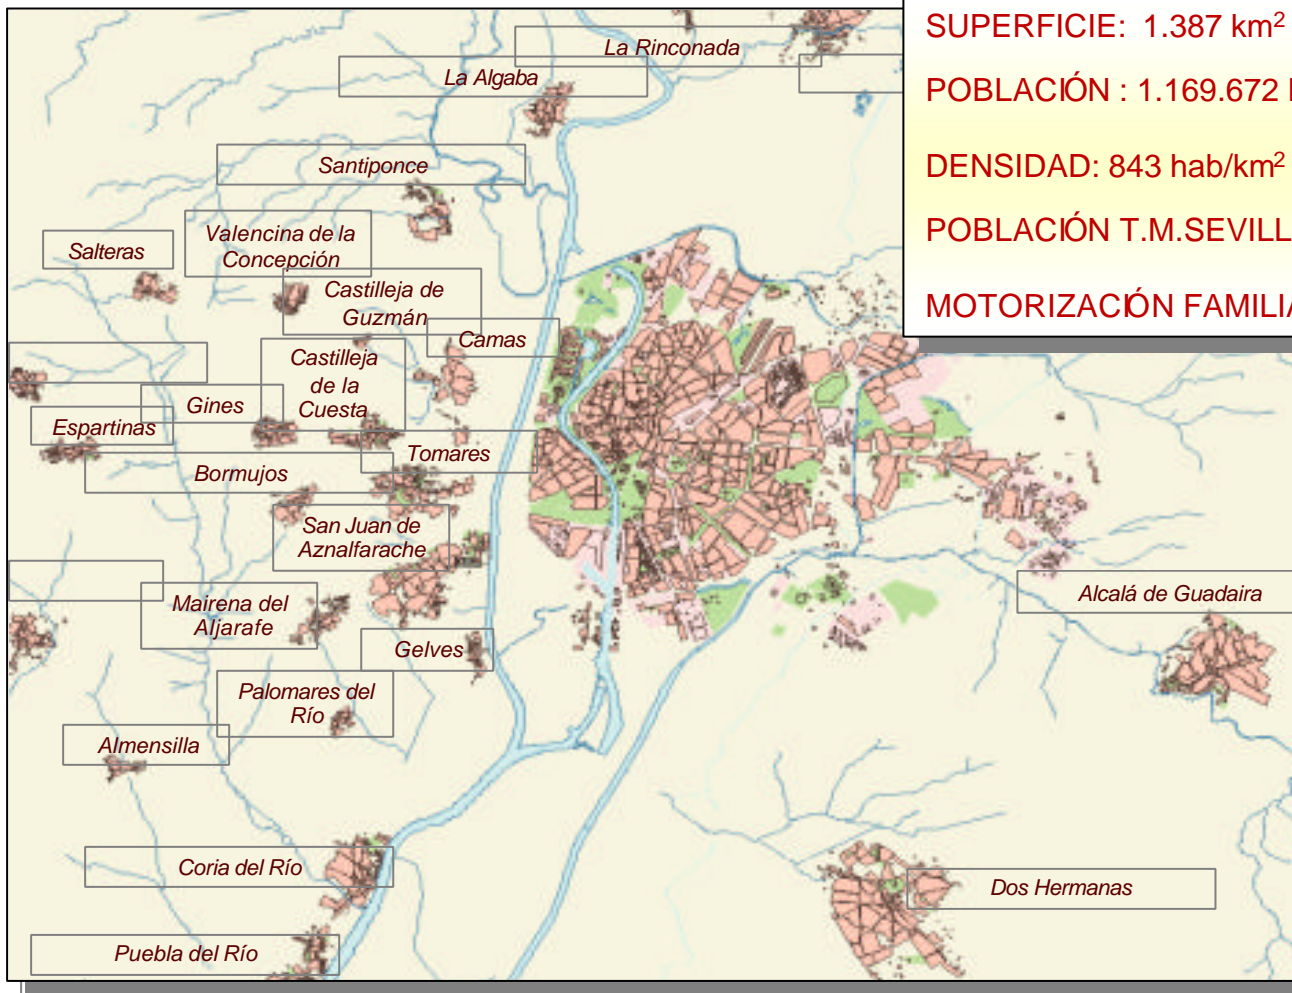 SUPERFICIE: 1.387 km²
POBLACIÓN : 1.169.672
DENSIDAD: 843 hab/km²
POBLACIÓN T.M.SEVILL
MOTORIZACIÓN FAMILIA
La Rinconada
La Algaba
Santiponce
Valencina de la
Concepción
Salteras
Castilleja de
Guzmán
Camas
Castilleja
de la
Cuesta
Gines
Espartinas
Tomares
Bormujos
San Juan de
Aznalfarache
Mairena del
Aljarafe
Alcalá de Guadaira
Gelves
Palomares del
Río
Almensilla
Coria del Río
Dos Hermanas
Puebla del Río